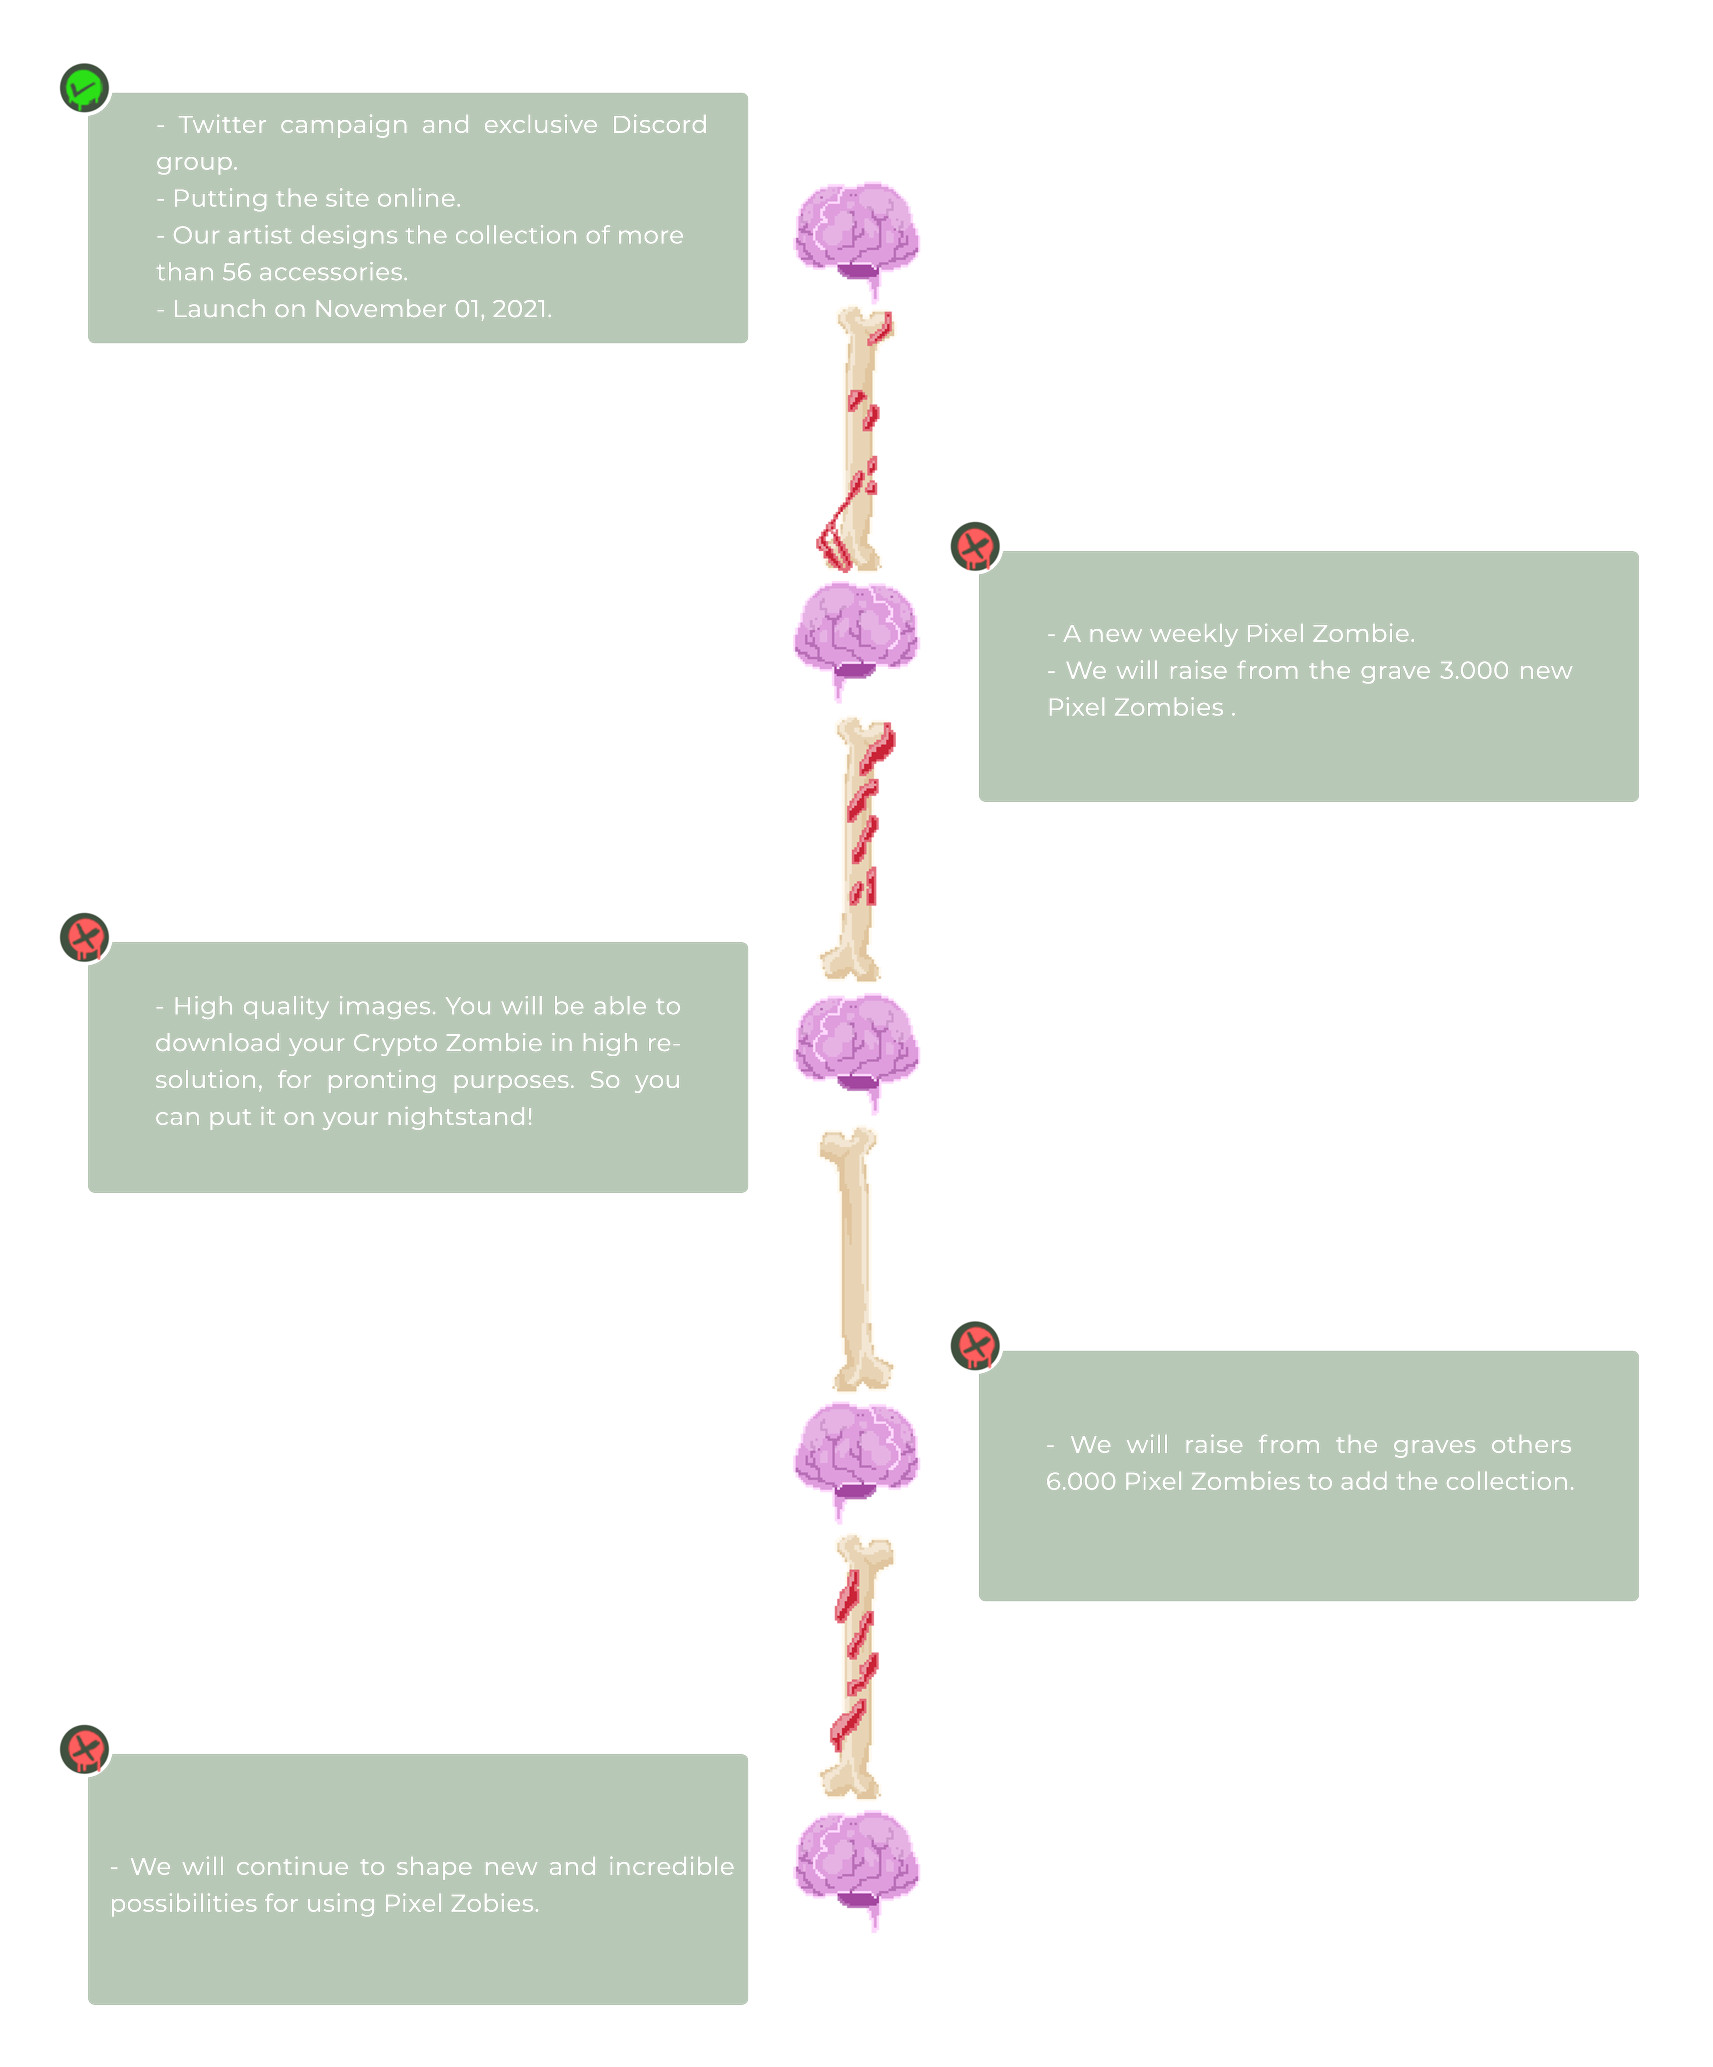 - Twitter campaign and exclusive Discord
group.
- Putting the site online.
- Our artist designs the collection of more
than 56 accessories.
- Launch on November 01, 2021.
- A new weekly Pixel Zombie.
- We will raise from the grave 3.000 new
Pixel Zombies .
- High quality images. You will be able to
download your Crypto Zombie in high re-
solution, for pronting purposes. So you
can put it on your nightstand!
- We will raise from the graves others
6.000 Pixel Zombies to add the collection.
- We will continue to shape new and incredible
possibilities for using Pixel Zobies.